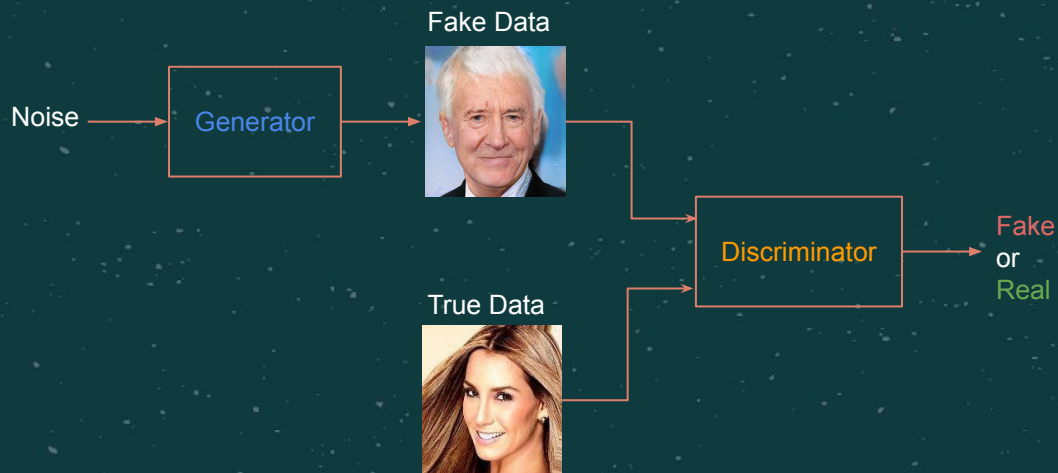 Fake Data
Noise
Generator
Discriminator
Fake
or
Real
True Data